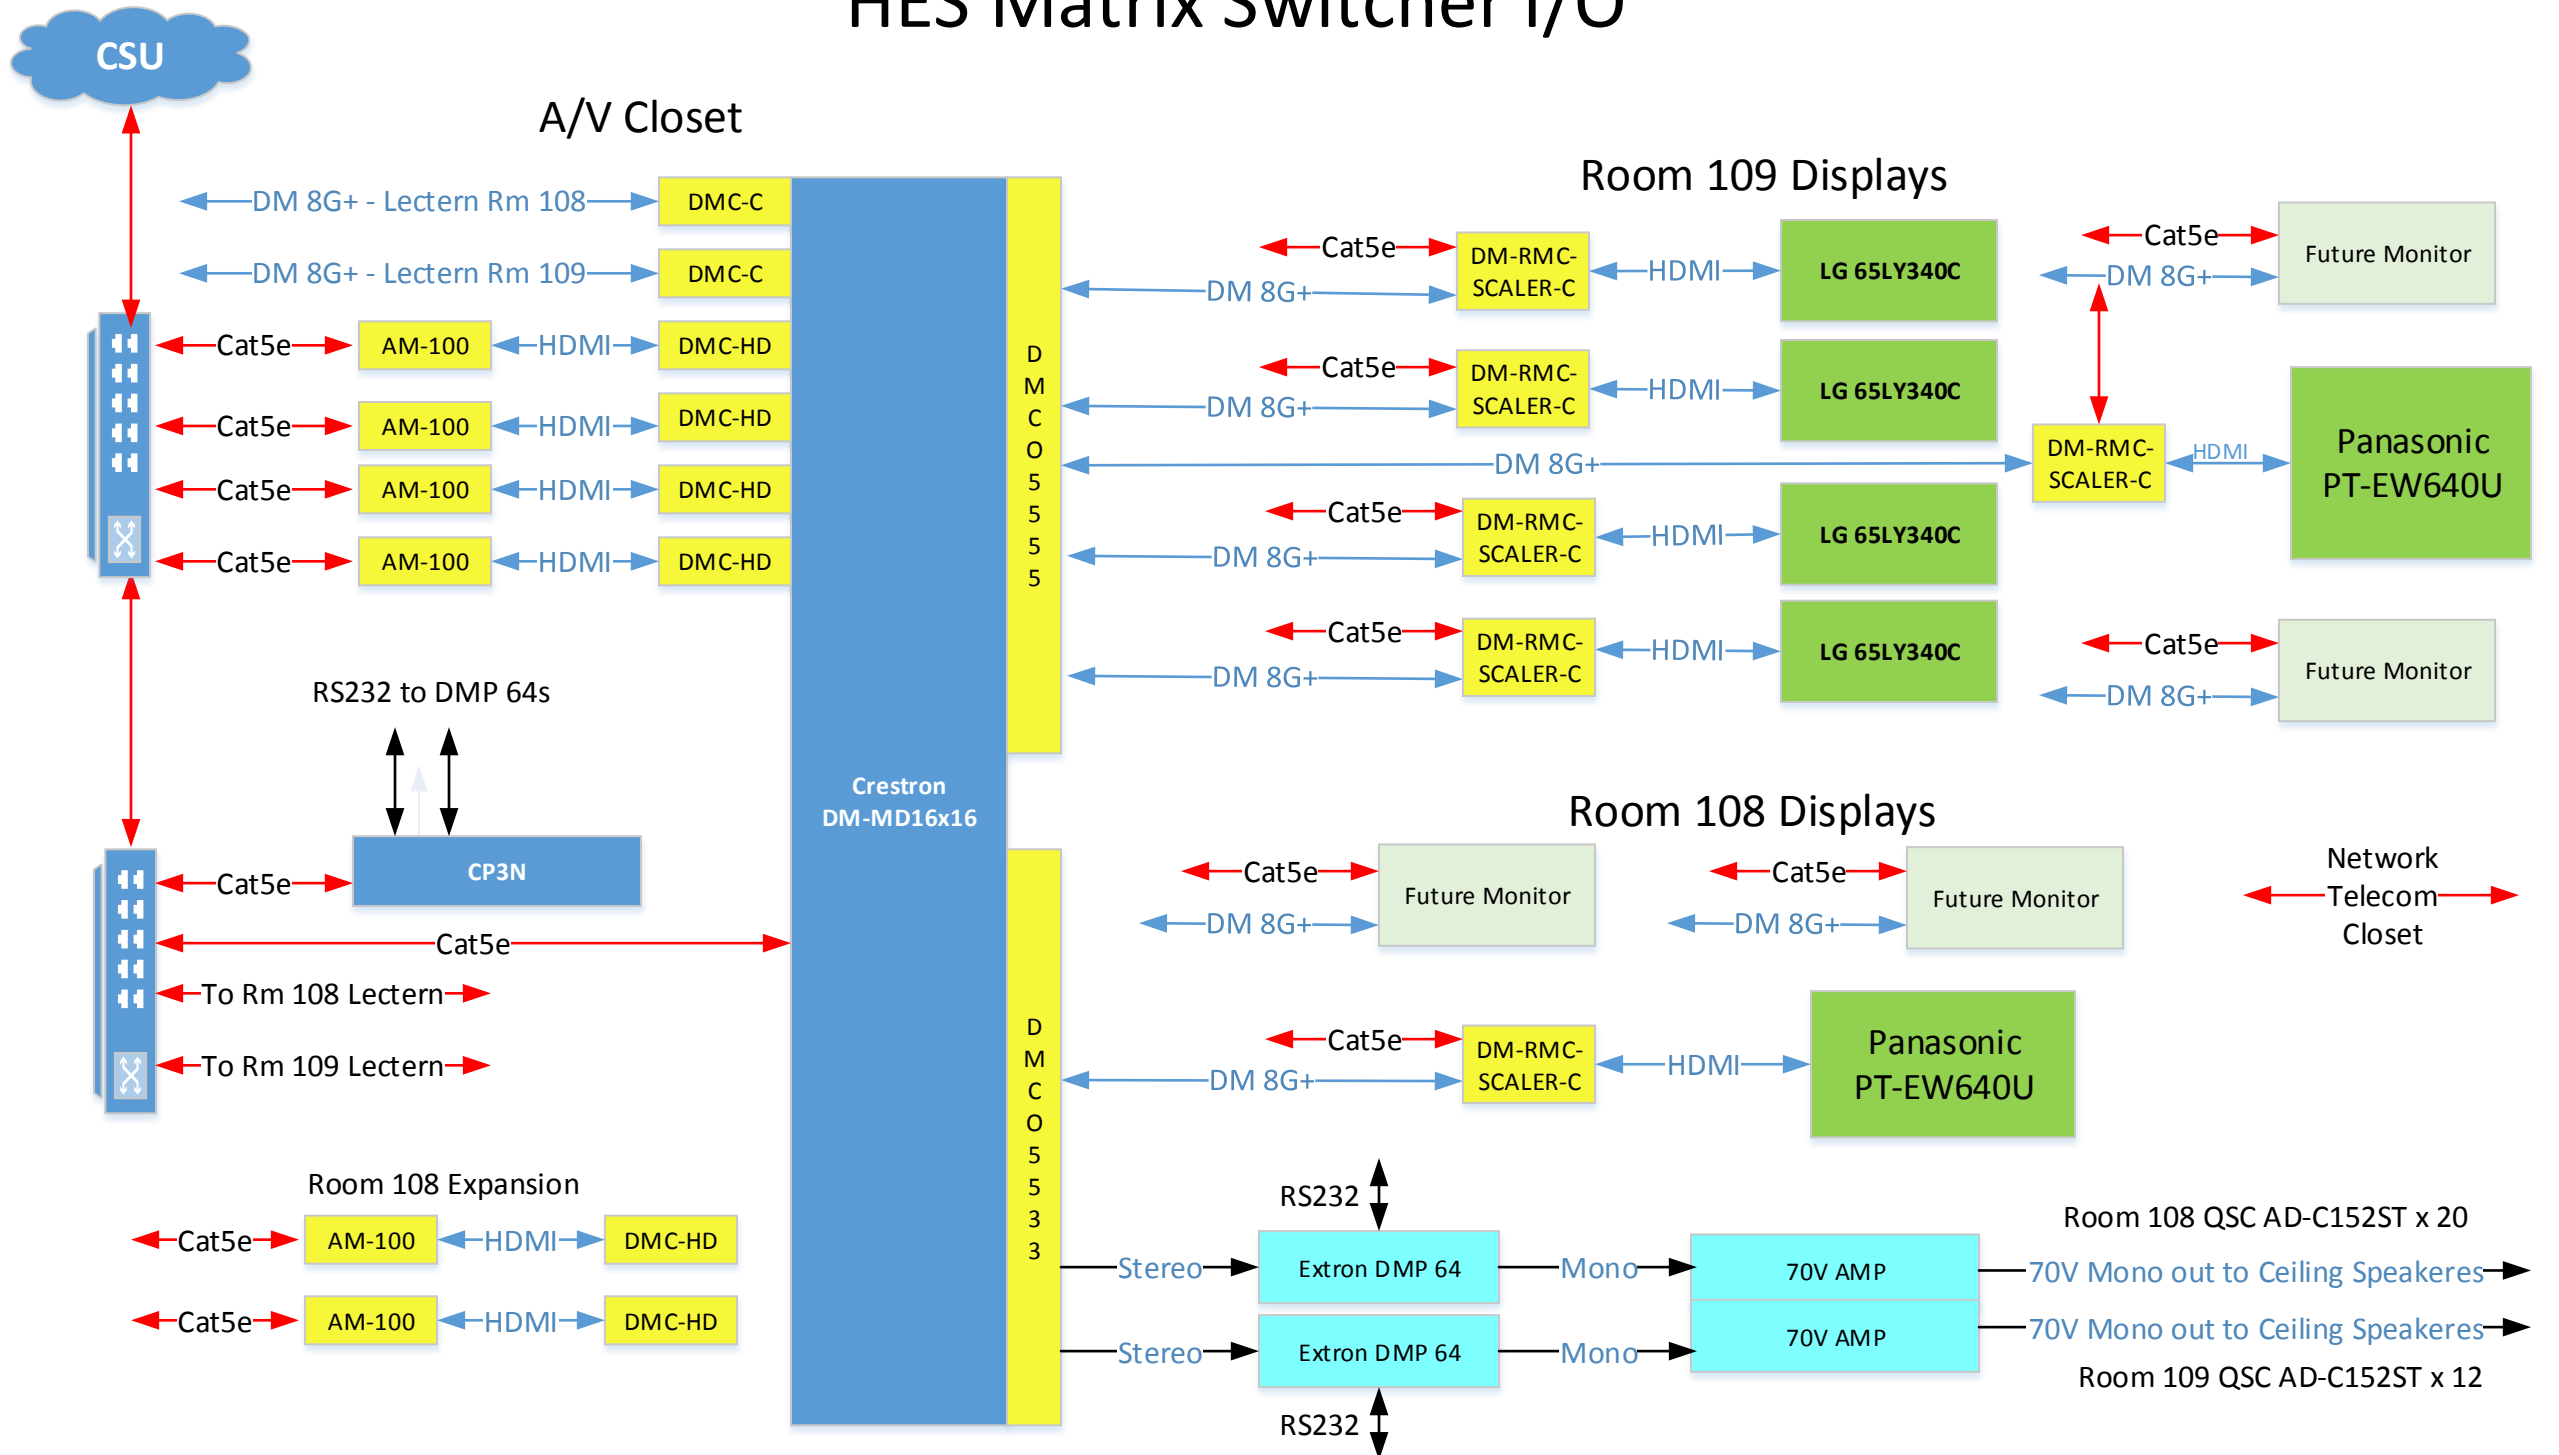 HES Matrix Switcher I/O
CSU
A/V Closet
DM 8G+ - Lectern Rm 108
DMC-C
DM 8G+ - Lectern Rm 109
DMC-C
Cat5e
AM-100
HDMI
DMC-HD
Cat5e
AM-100
HDMI
DMC-HD
Cat5e
AM-100
HDMI
DMC-HD
Cat5e
AM-100
HDMI
DMC-HD
RS232 to DMP 64s
CP3N
Cat5e
Cat5e
To Rm 108 Lectern
To Rm 109 Lectern
Room 108 Expansion
Cat5e
AM-100
HDMI
DMC-HD
Cat5e
AM-100
HDMI
DMC-HD
Crestron
DM-MD16x16
D
M
C
O
5
5
5
5
D
M
C
O
5
5
3
3
Room 109 Displays
Cat5e
DM 8G+
DM-RMC-
SCALER-C
HDMI
LG 65LY340C
Cat5e
DM 8G+
Future Monitor
Cat5e
DM 8G+
DM-RMC-
SCALER-C
HDMI
LG 65LY340C
DM 8G+
DM-RMC-
SCALER-C
HDMI
Panasonic
PT-EW640U
Cat5e
DM 8G+
DM-RMC-
SCALER-C
HDMI
LG 65LY340C
Cat5e
DM 8G+
DM-RMC-
SCALER-C
HDMI
LG 65LY340C
Cat5e
DM 8G+
Future Monitor
Room 108 Displays
Cat5e
DM 8G+
Future Monitor
Cat5e
DM 8G+
Future Monitor
Network
Telecom
Closet
Cat5e
DM 8G+
DM-RMC-
SCALER-C
HDMI
Panasonic
PT-EW640U
RS232
Stereo
Extron DMP 64
Mono
70V AMP
Room 108 QSC AD-C152ST x 20
70V Mono out to Ceiling Speakeres
Stereo
Extron DMP 64
Mono
70V AMP
70V Mono out to Ceiling Speakeres
Room 109 QSC AD-C152ST x 12
RS232